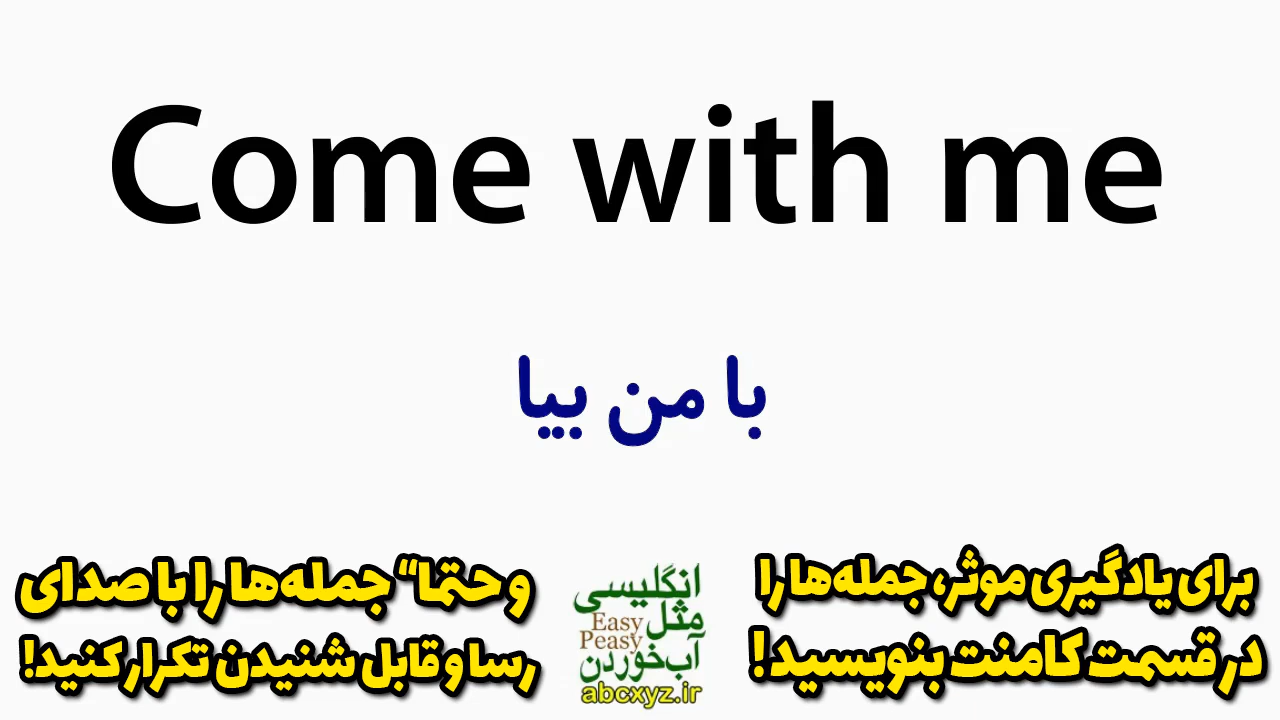 Come with me
با من بیا
برای یادگیری موثر، جمله‌ها را
در قسمت کامنت بنویسید!
و حتما“ جمله‌ها را با صدای
رسا و قابل شنیدن تکرار کنید!
انگلیسی
مثل
Easy
Peasy
آب خوردن
abcxyz.ir